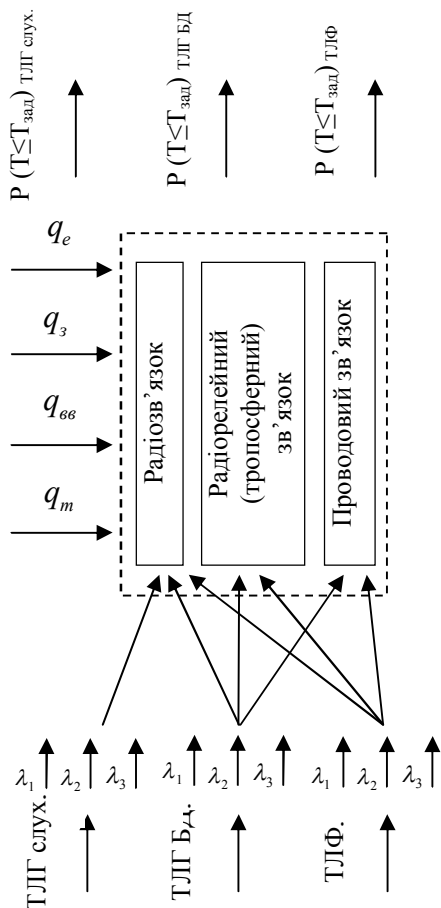 P (T≤Tзад) ТЛГ слух.
P (T≤Tзад) ТЛГ БД
P (T≤Tзад) ТЛФ
qе
qз
qвв
qт
Радіозв’язок
Радіорелейний
(тропосферний)
зв’язок
Проводовий зв’язок
λ1
λ2
λ3
λ1
λ2
λ3
λ1
λ2
λ3
ТЛГ слух.
ТЛГ Бд.
ТЛФ.